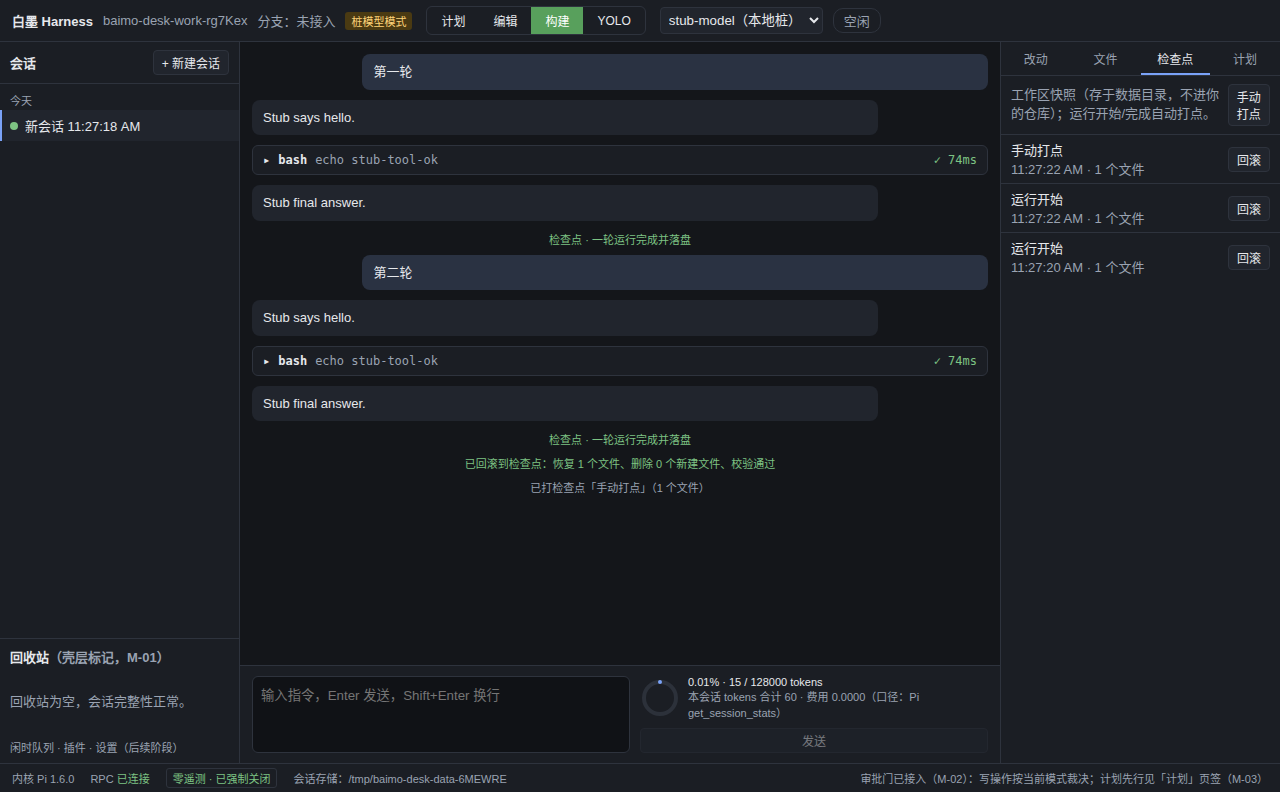 白墨 Harness baimo-desk-work-rg7Kex 分支：未接入 桩模型模式 计划 编辑 构建 YOLO stub-model（本地桩） 空闲
会话 + 新建会话
今天
新会话 11:27:18 AM
回收站（壳层标记，M-01）
回收站为空，会话完整性正常。
闲时队列 · 插件 · 设置（后续阶段）
第一轮
Stub says hello.
▸ bash echo stub-tool-ok ✓ 74ms
Stub final answer.
检查点 · 一轮运行完成并落盘
第二轮
Stub says hello.
▸ bash echo stub-tool-ok ✓ 74ms
Stub final answer.
检查点 · 一轮运行完成并落盘
已回滚到检查点：恢复 1 个文件、删除 0 个新建文件、校验通过
已打检查点「手动打点」（1 个文件）
输入指令，Enter 发送，Shift+Enter 换行
0.01% · 15 / 128000 tokens
本会话 tokens 合计 60 · 费用 0.0000（口径：Pi
get_session_stats）
发送
改动 文件 检查点 计划
工作区快照（存于数据目录，不进你
的仓库）；运行开始/完成自动打点。
手动
打点
手动打点
11:27:22 AM · 1 个文件
回滚
运行开始
11:27:22 AM · 1 个文件
回滚
运行开始
11:27:20 AM · 1 个文件
回滚
内核 Pi 1.6.0 RPC 已连接 零遥测 · 已强制关闭 会话存储：/tmp/baimo-desk-data-6MEWRE 审批门已接入（M-02）：写操作按当前模式裁决；计划先行见「计划」页签（M-03）